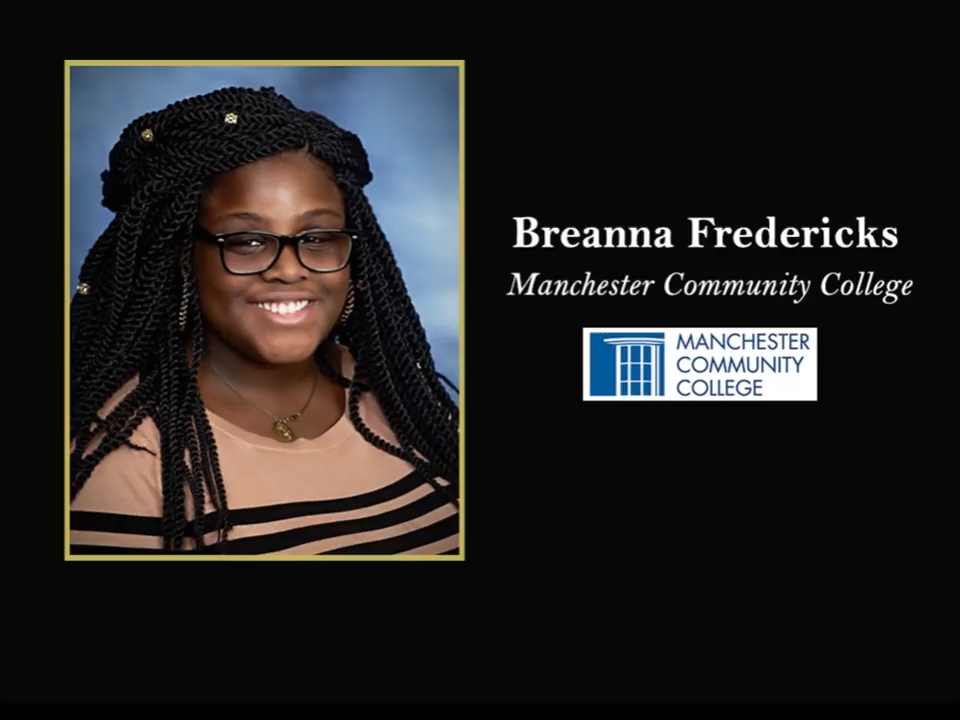 Breanna Fredericks
Manchester Community College
MANCHESTER
COMMUNITY
COLLEGE